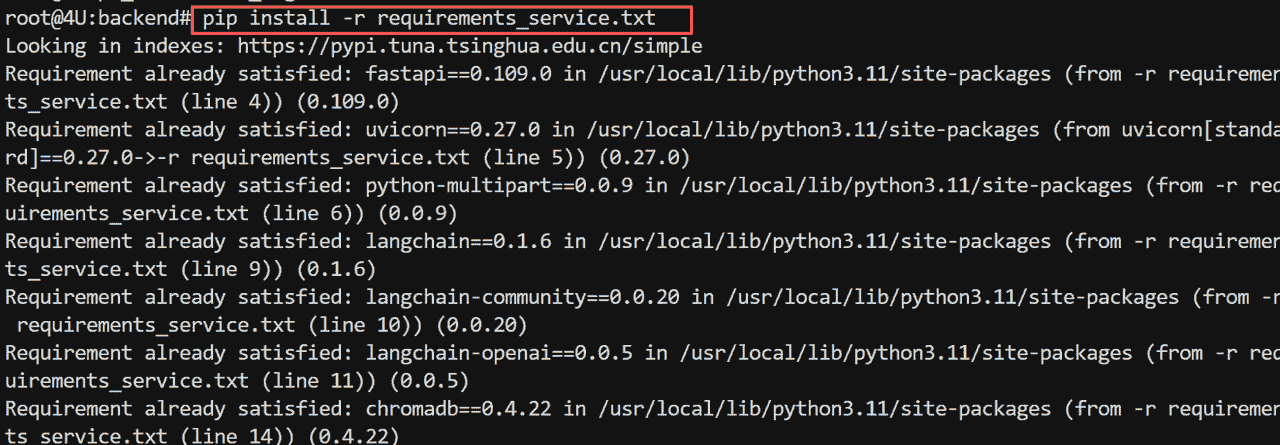 root@4U:backend# pip install -r requirements_service.txt
Looking in indexes: https://pypi.tuna.tsinghua.edu.cn/simple
Requirement already satisfied: fastapi==0.109.0 in /usr/local/lib/python3.11/site-packages (from -r requiremen
ts_service.txt (line 4)) (0.109.0)
Requirement already satisfied: uvicorn==0.27.0 in /usr/local/lib/python3.11/site-packages (from uvicorn[standa
rd]==0.27.0->-r requirements_service.txt (line 5)) (0.27.0)
Requirement already satisfied: python-multipart==0.0.9 in /usr/local/lib/python3.11/site-packages (from -r req
uirements_service.txt (line 6)) (0.0.9)
Requirement already satisfied: langchain==0.1.6 in /usr/local/lib/python3.11/site-packages (from -r requiremen
ts_service.txt (line 9)) (0.1.6)
Requirement already satisfied: langchain-community==0.0.20 in /usr/local/lib/python3.11/site-packages (from -r
 requirements_service.txt (line 10)) (0.0.20)
Requirement already satisfied: langchain-openai==0.0.5 in /usr/local/lib/python3.11/site-packages (from -r req
uirements_service.txt (line 11)) (0.0.5)
Requirement already satisfied: chromadb==0.4.22 in /usr/local/lib/python3.11/site-packages (from -r requiremen
ts_service.txt (line 14)) (0.4.22)